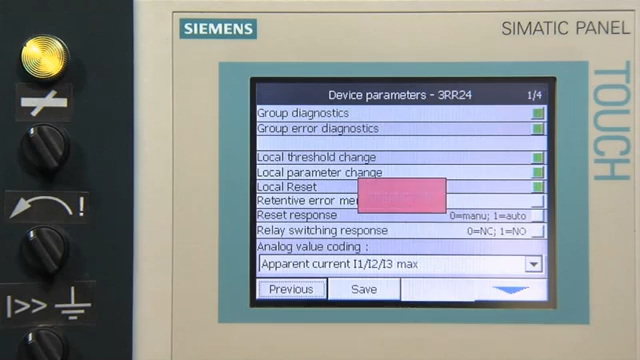 SIEMENS
SIMATIC PANEL
TOUCH
Device parameters - 3RR24 1/4
Group diagnostics
Group error diagnostics
Local threshold change
Local parameter change
Local Reset
Retentive error
Reset response 0=manu; 1=auto
Relay switching response 0=NC; 1=NO
Analog value coding :
Apparent current I1/I2/I3 max
Previous Save
!
|>>